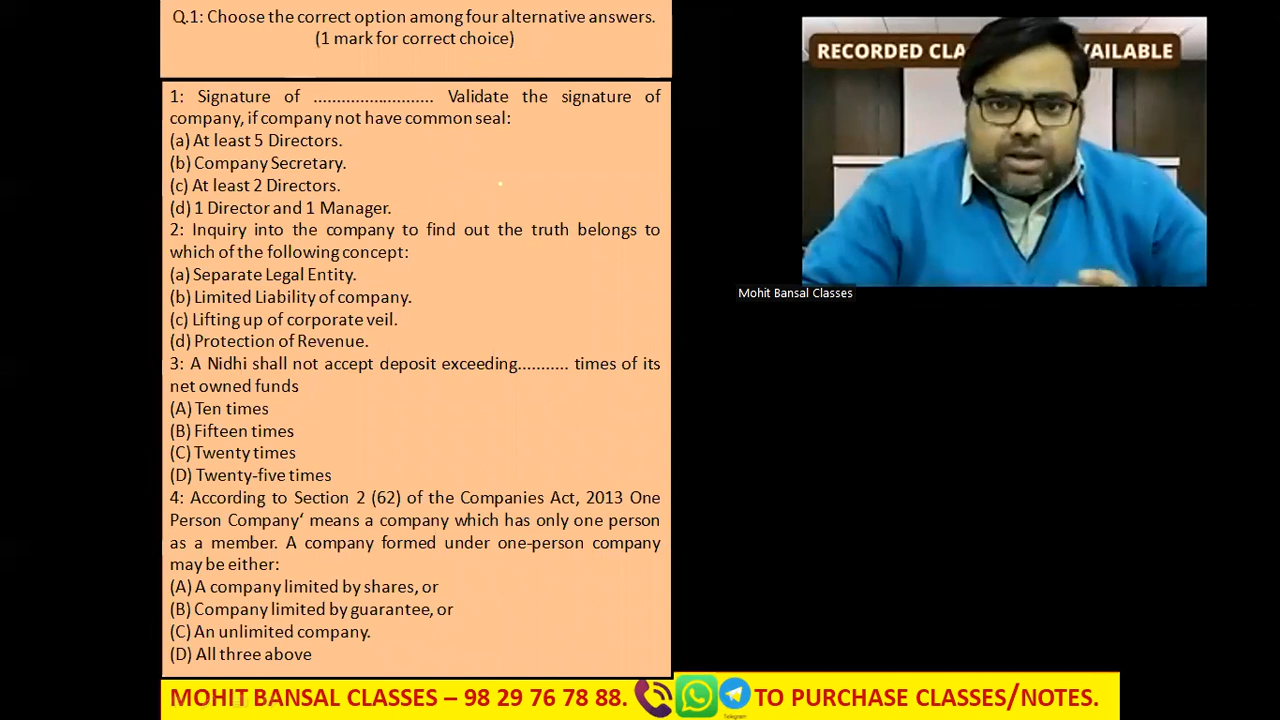 Q.1: Choose the correct option among four alternative answers.
(1 mark for correct choice)
1: Signature of .......................... Validate the signature of
company, if company not have common seal:
(a) At least 5 Directors.
(b) Company Secretary.
(c) At least 2 Directors.
(d) 1 Director and 1 Manager.
2: Inquiry into the company to find out the truth belongs to
which of the following concept:
(a) Separate Legal Entity.
(b) Limited Liability of company.
(c) Lifting up of corporate veil.
(d) Protection of Revenue.
3: A Nidhi shall not accept deposit exceeding........... times of its
net owned funds
(A) Ten times
(B) Fifteen times
(C) Twenty times
(D) Twenty-five times
4: According to Section 2 (62) of the Companies Act, 2013 One
Person Company‘ means a company which has only one person
as a member. A company formed under one-person company
may be either:
(A) A company limited by shares, or
(B) Company limited by guarantee, or
(C) An unlimited company.
(D) All three above
RECORDED CLA VAILABLE
Mohit Bansal Classes
MOHIT BANSAL CLASSES – 98 29 76 78 88. TO PURCHASE CLASSES/NOTES.
Telegram